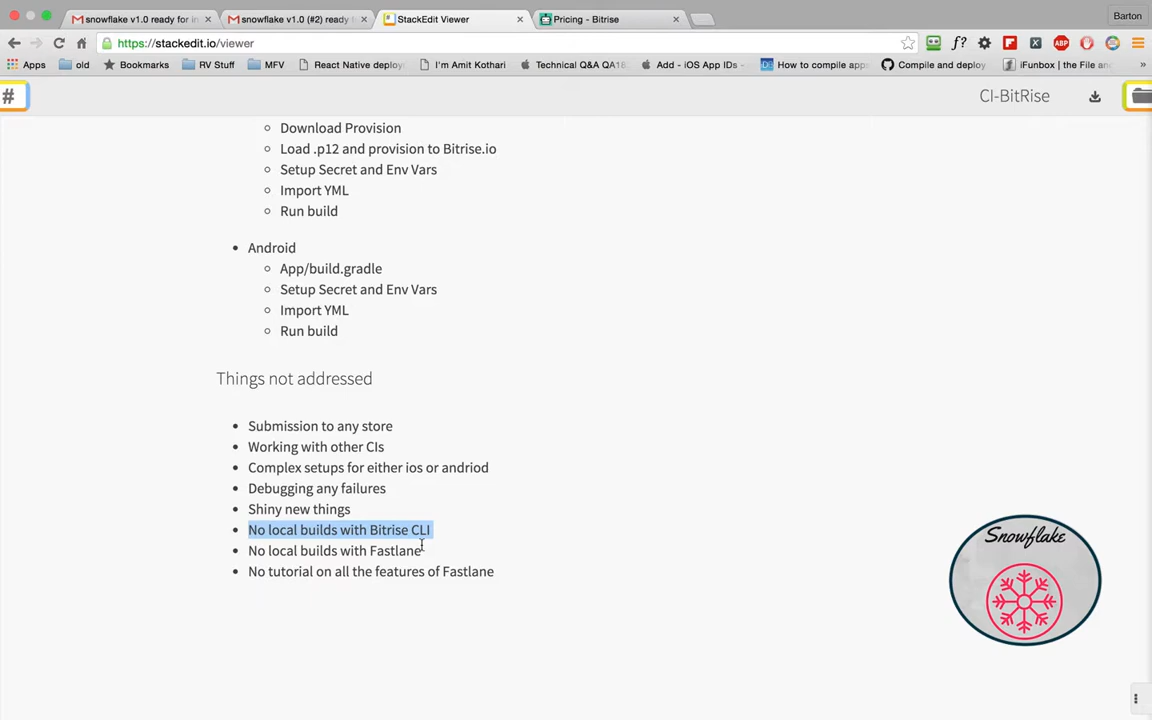 snowflake v1.0 ready for in
snowflake v1.0 (#2) ready
StackEdit Viewer
Pricing - Bitrise
Barton
https://stackedit.io/viewer
f?
ABP
Apps
old
Bookmarks
RV Stuff
MFV
React Native deploy
I'm Amit Kothari
Technical Q&A QA18
Add - iOS App IDs -
How to compile app
Compile and deploy
iFunbox | the File an
»
#
CI-BitRise
Download Provision
Load .p12 and provision to Bitrise.io
Setup Secret and Env Vars
Import YML
Run build
Android
App/build.gradle
Setup Secret and Env Vars
Import YML
Run build
Things not addressed
Submission to any store
Working with other CIs
Complex setups for either ios or andriod
Debugging any failures
Shiny new things
No local builds with Bitrise CLI
No local builds with Fastlane
No tutorial on all the features of Fastlane
Snowflake